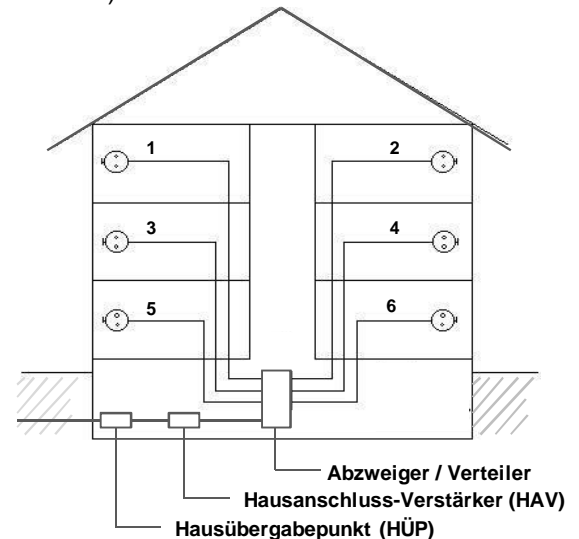 1 2
3 4
5 6
Abzweiger / Verteiler
Hausanschluss-Verstärker (HAV)
Hausübergabepunkt (HÜP)